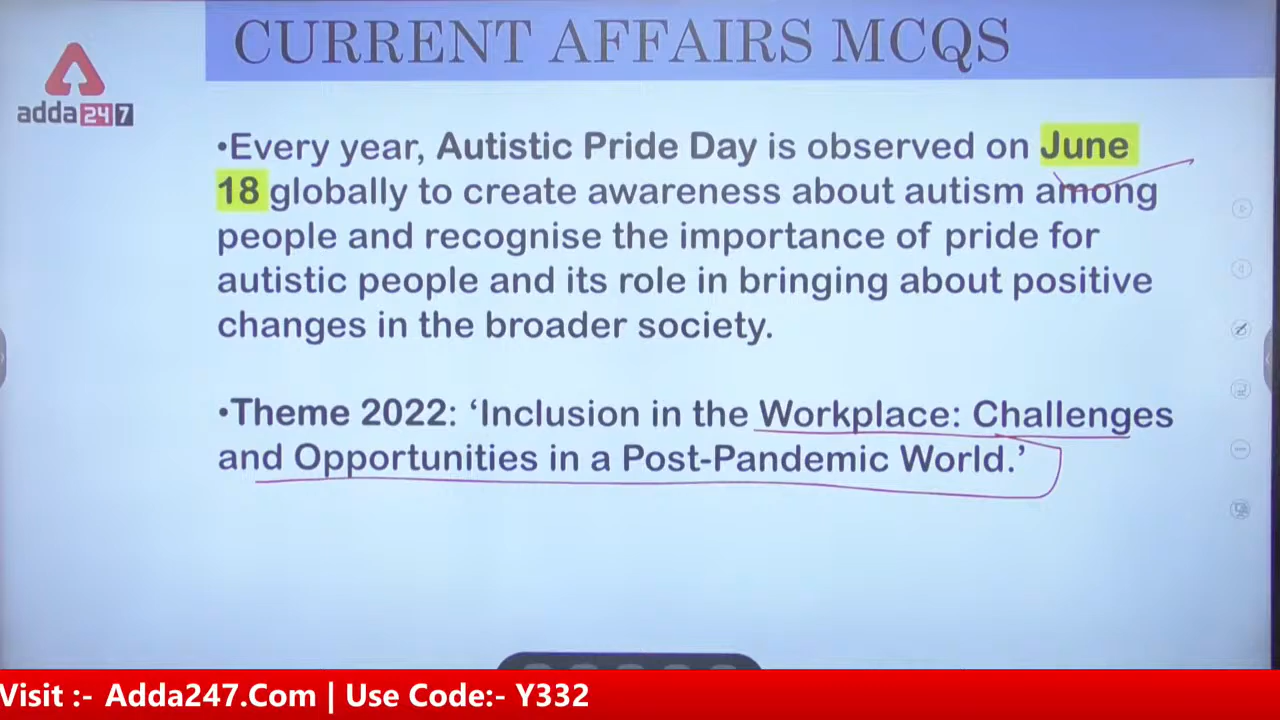 CURRENT AFFAIRS MCQS
adda247
•Every year, Autistic Pride Day is observed on June
18 globally to create awareness about autism among
people and recognise the importance of pride for
autistic people and its role in bringing about positive
changes in the broader society.
•Theme 2022: ‘Inclusion in the Workplace: Challenges
and Opportunities in a Post-Pandemic World.’
Visit :- Adda247.Com | Use Code:- Y332